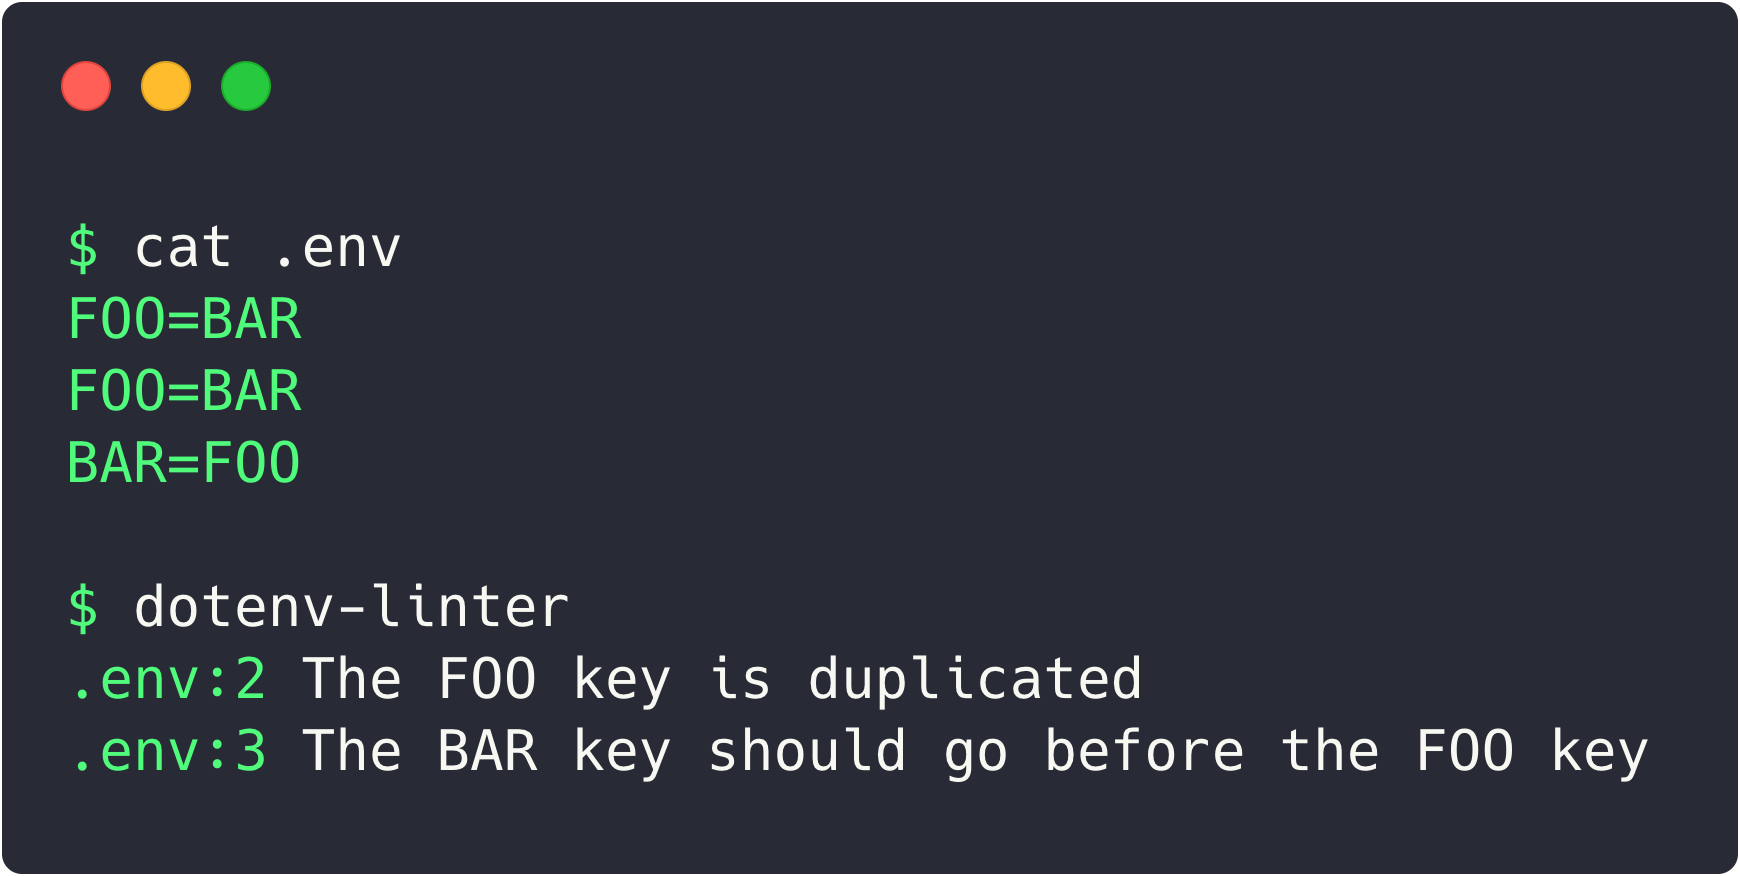 $ cat .env
FOO=BAR
FOO=BAR
BAR=FOO
$ dotenv-linter
.env:2 The FOO key is duplicated
.env:3 The BAR key should go before the FOO key